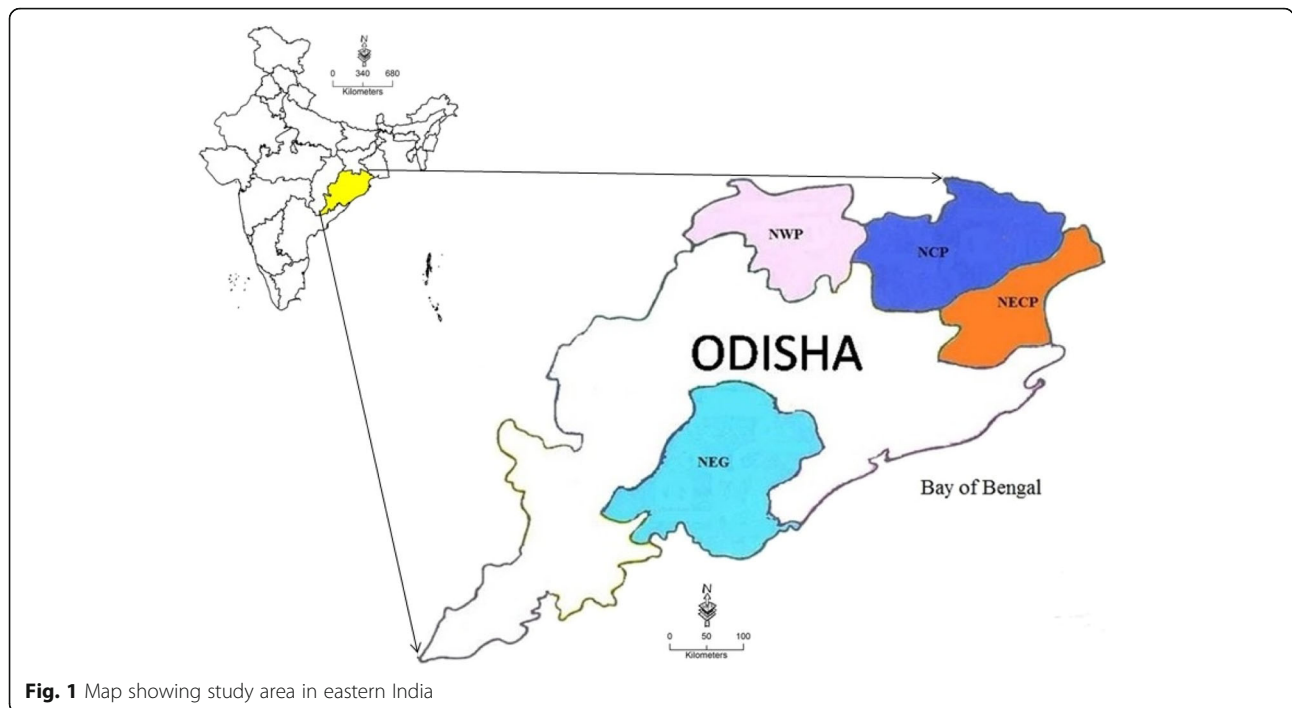 N
0 340 680
Kilometers
NWP
NCP
NECP
ODISHA
NEG
Bay of Bengal
N
0 50 100
Kilometers
Fig. 1 Map showing study area in eastern India